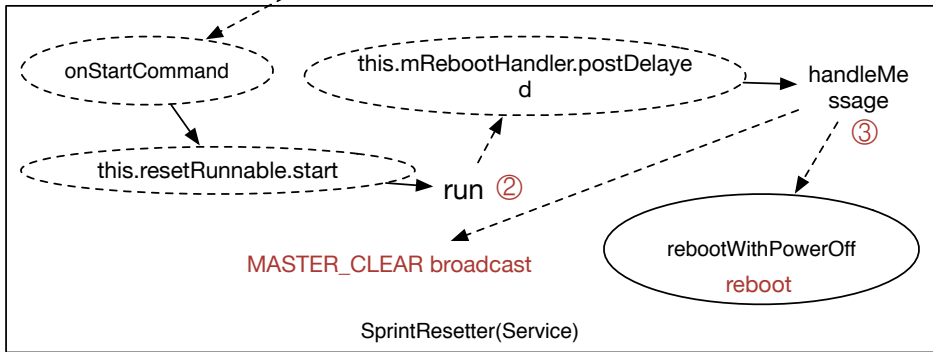 onStartCommand
this.mRebootHandler.postDelaye
d
handleMe
ssage
③
this.resetRunnable.start
run ②
MASTER_CLEAR broadcast
rebootWithPowerOff
reboot
SprintResetter(Service)